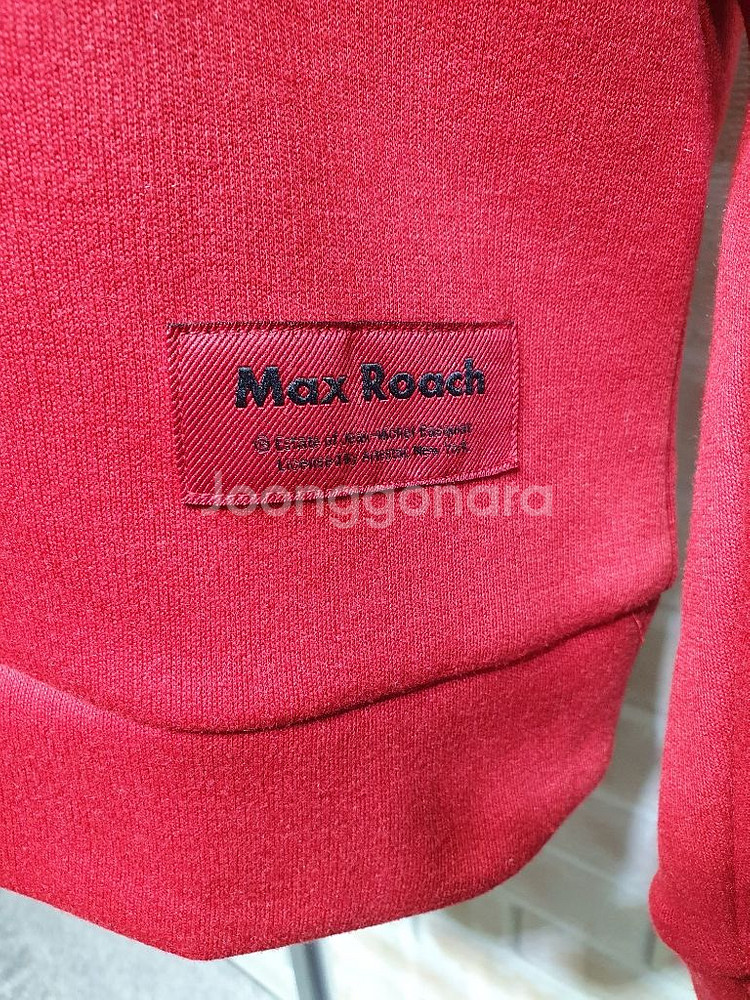 Max Roach
© Estate of Jean-Michel Basquiat
Licensed by Artestar, New York
Joonggonara